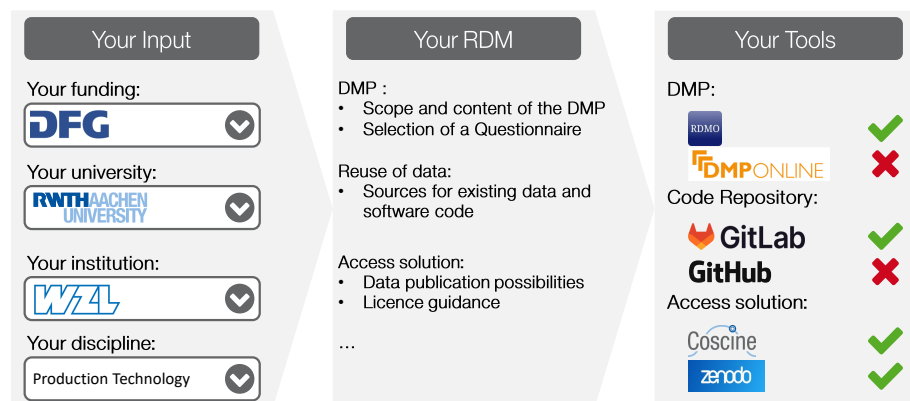 Your Input
Your funding:
DFG
Your university:
RWTHAACHEN
UNIVERSITY
Your institution:
WZL
Your discipline:
Production Technology
Your RDM
DMP :
• Scope and content of the DMP
• Selection of a Questionnaire
Reuse of data:
• Sources for existing data and
software code
Access solution:
• Data publication possibilities
• Licence guidance
...
Your Tools
DMP:
RDMO
DMPONLINE
Code Repository:
GitLab
GitHub
Access solution:
Coscine
zenodo